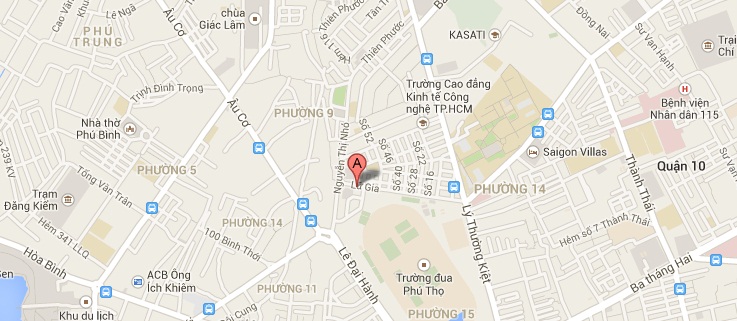 Cao Văn
Lê Ngã
PHÚ
TRUNG
Âu Cơ
chùa
Giác Lâm
Hẻm 1
Thiên Phước
Tân
Thiên Phước
KASATI
Đồng Nai
Sư Vạn Hạnh
Trại
Chí
Trịnh Đình Trọng
Âu Cơ
PHƯỜNG 9
Trường Cao đẳng
Kinh tế Công
nghệ TP.HCM
Bệnh viện
Nhân dân 115
Nhà thờ
Phú Bình
239 KV
Nguyễn Thị Nhỏ
Số 52
Số 46
Số 40
Số 28
Số 22
Số 16
Saigon Villas
Quận 10
PHƯỜNG 5
A
Lữ Gia
PHƯỜNG 14
Thành Thái
Tống Văn Trân
Trạm
Đăng Kiểm
Hẻm 341 LLQ
PHƯỜNG 14
100 Bình Thới
Lý Thường Kiệt
Hẻm số 7 Thành Thái
Hòa Bình
Lê Đại Hành
Trường đua
Phú Thọ
Ba tháng Hai
Sen
ACB Ông
Ích Khiêm
PHƯỜNG 11
Khu du lịch
Cung
PHƯỜNG 15